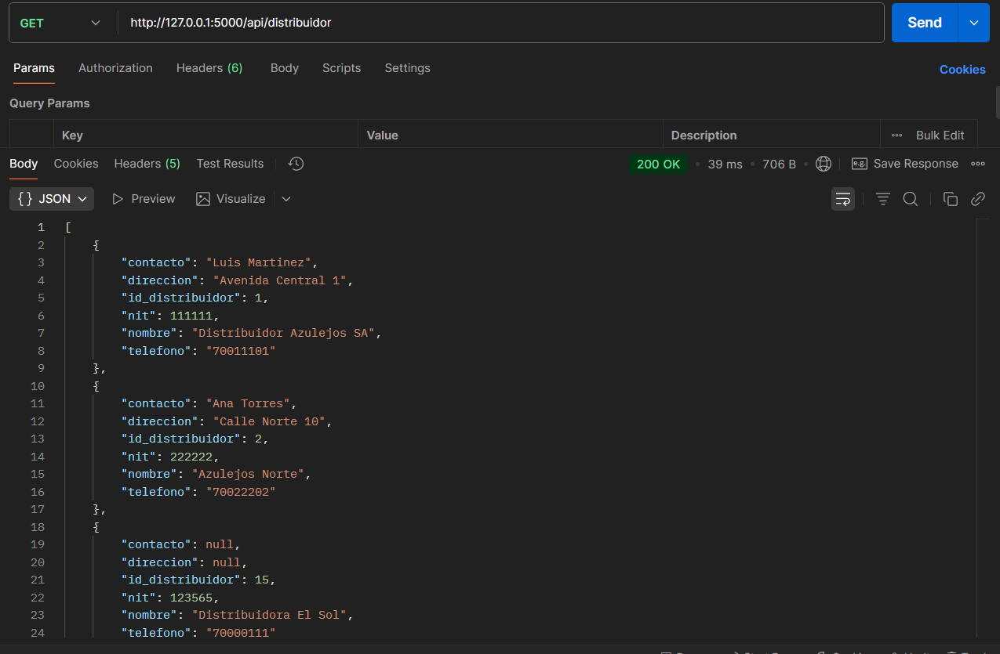 GET http://127.0.0.1:5000/api/distribuidor Send
Params Authorization Headers (6) Body Scripts Settings Cookies
Query Params
Key Value Description Bulk Edit
Body Cookies Headers (5) Test Results 200 OK 39 ms 706 B e.g. Save Response
{} JSON Preview Visualize
1 [
2 {
3 "contacto": "Luis Martinez",
4 "direccion": "Avenida Central 1",
5 "id_distribuidor": 1,
6 "nit": 111111,
7 "nombre": "Distribuidor Azulejos SA",
8 "telefono": "70011101"
9 },
10 {
11 "contacto": "Ana Torres",
12 "direccion": "Calle Norte 10",
13 "id_distribuidor": 2,
14 "nit": 222222,
15 "nombre": "Azulejos Norte",
16 "telefono": "70022202"
17 },
18 {
19 "contacto": null,
20 "direccion": null,
21 "id_distribuidor": 15,
22 "nit": 123565,
23 "nombre": "Distribuidora El Sol",
24 "telefono": "70000111"